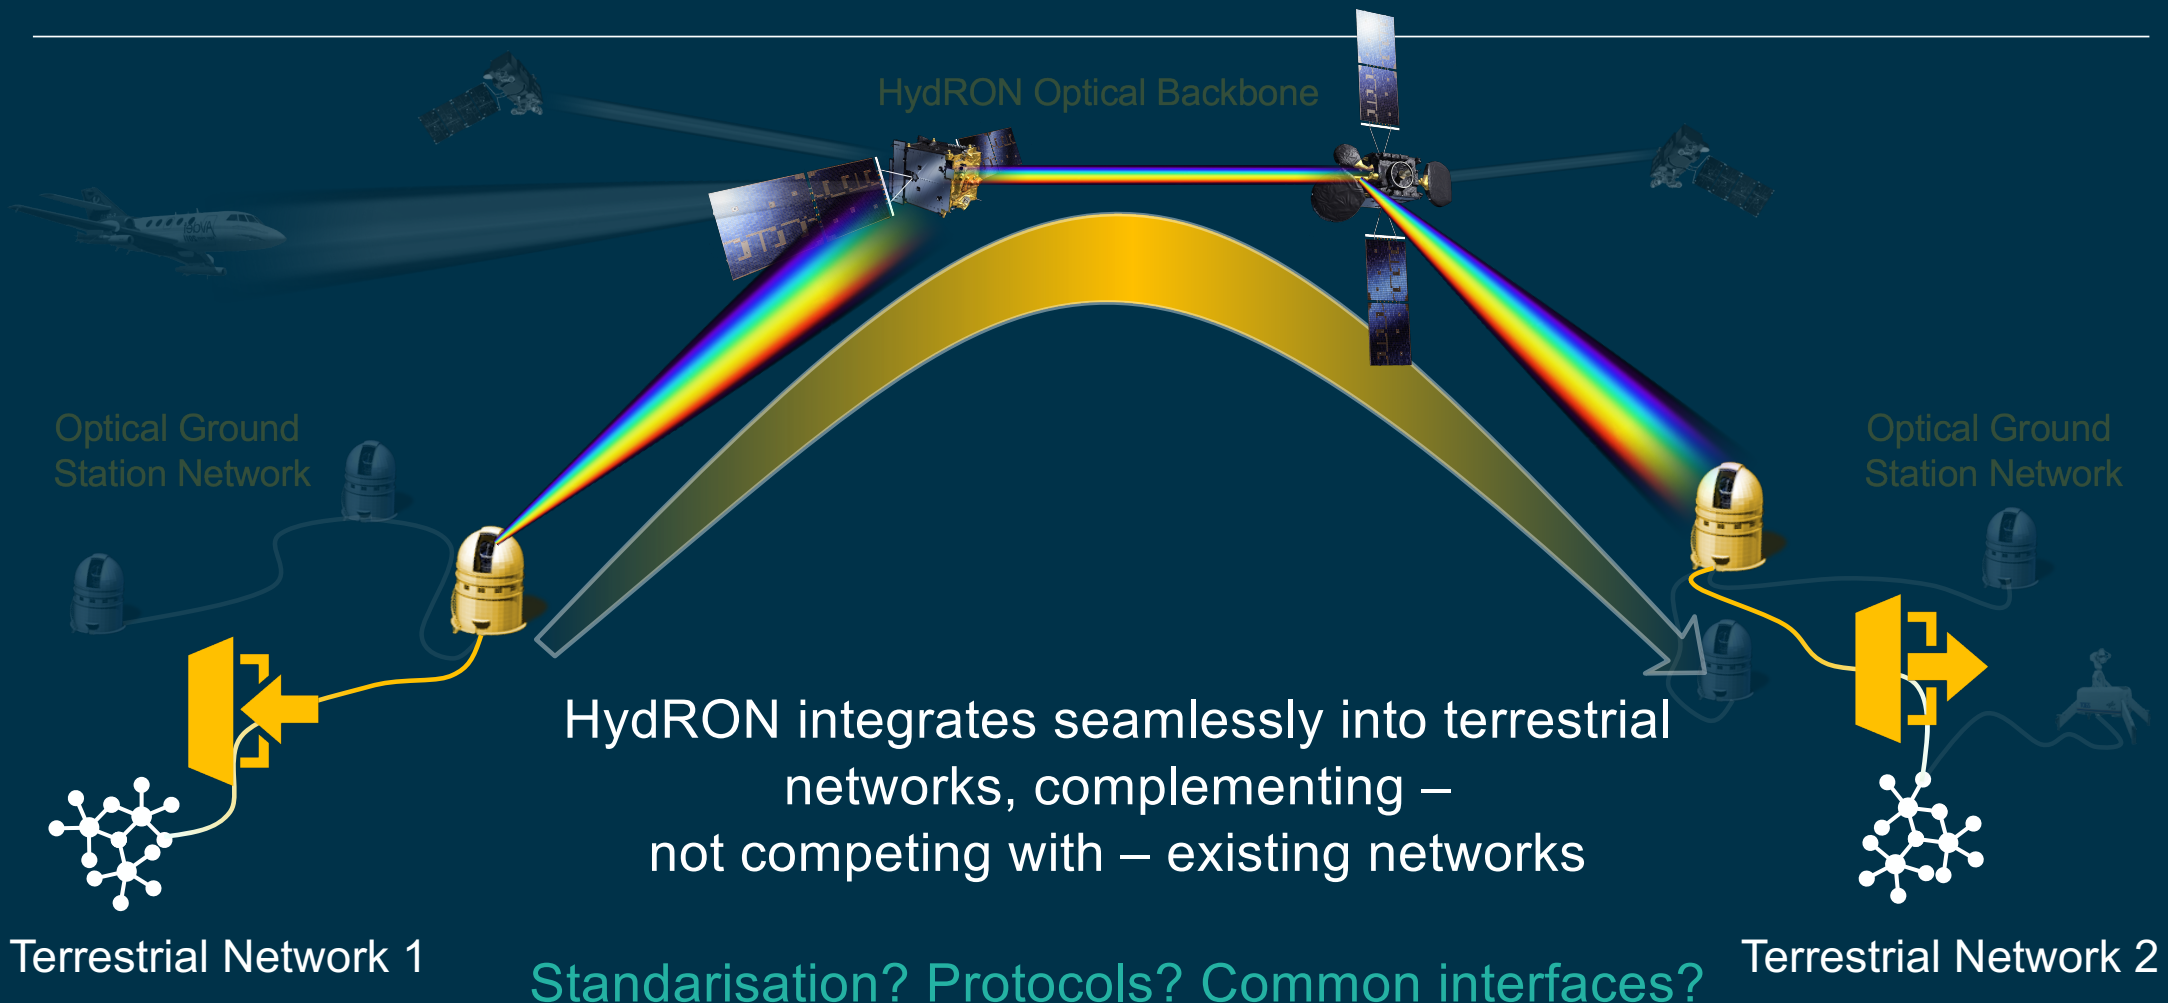 HydRON Optical Backbone
Optical Ground
Station Network
Optical Ground
Station Network
HydRON integrates seamlessly into terrestrial
networks, complementing –
not competing with – existing networks
Terrestrial Network 1
Terrestrial Network 2
Standarisation? Protocols? Common interfaces?